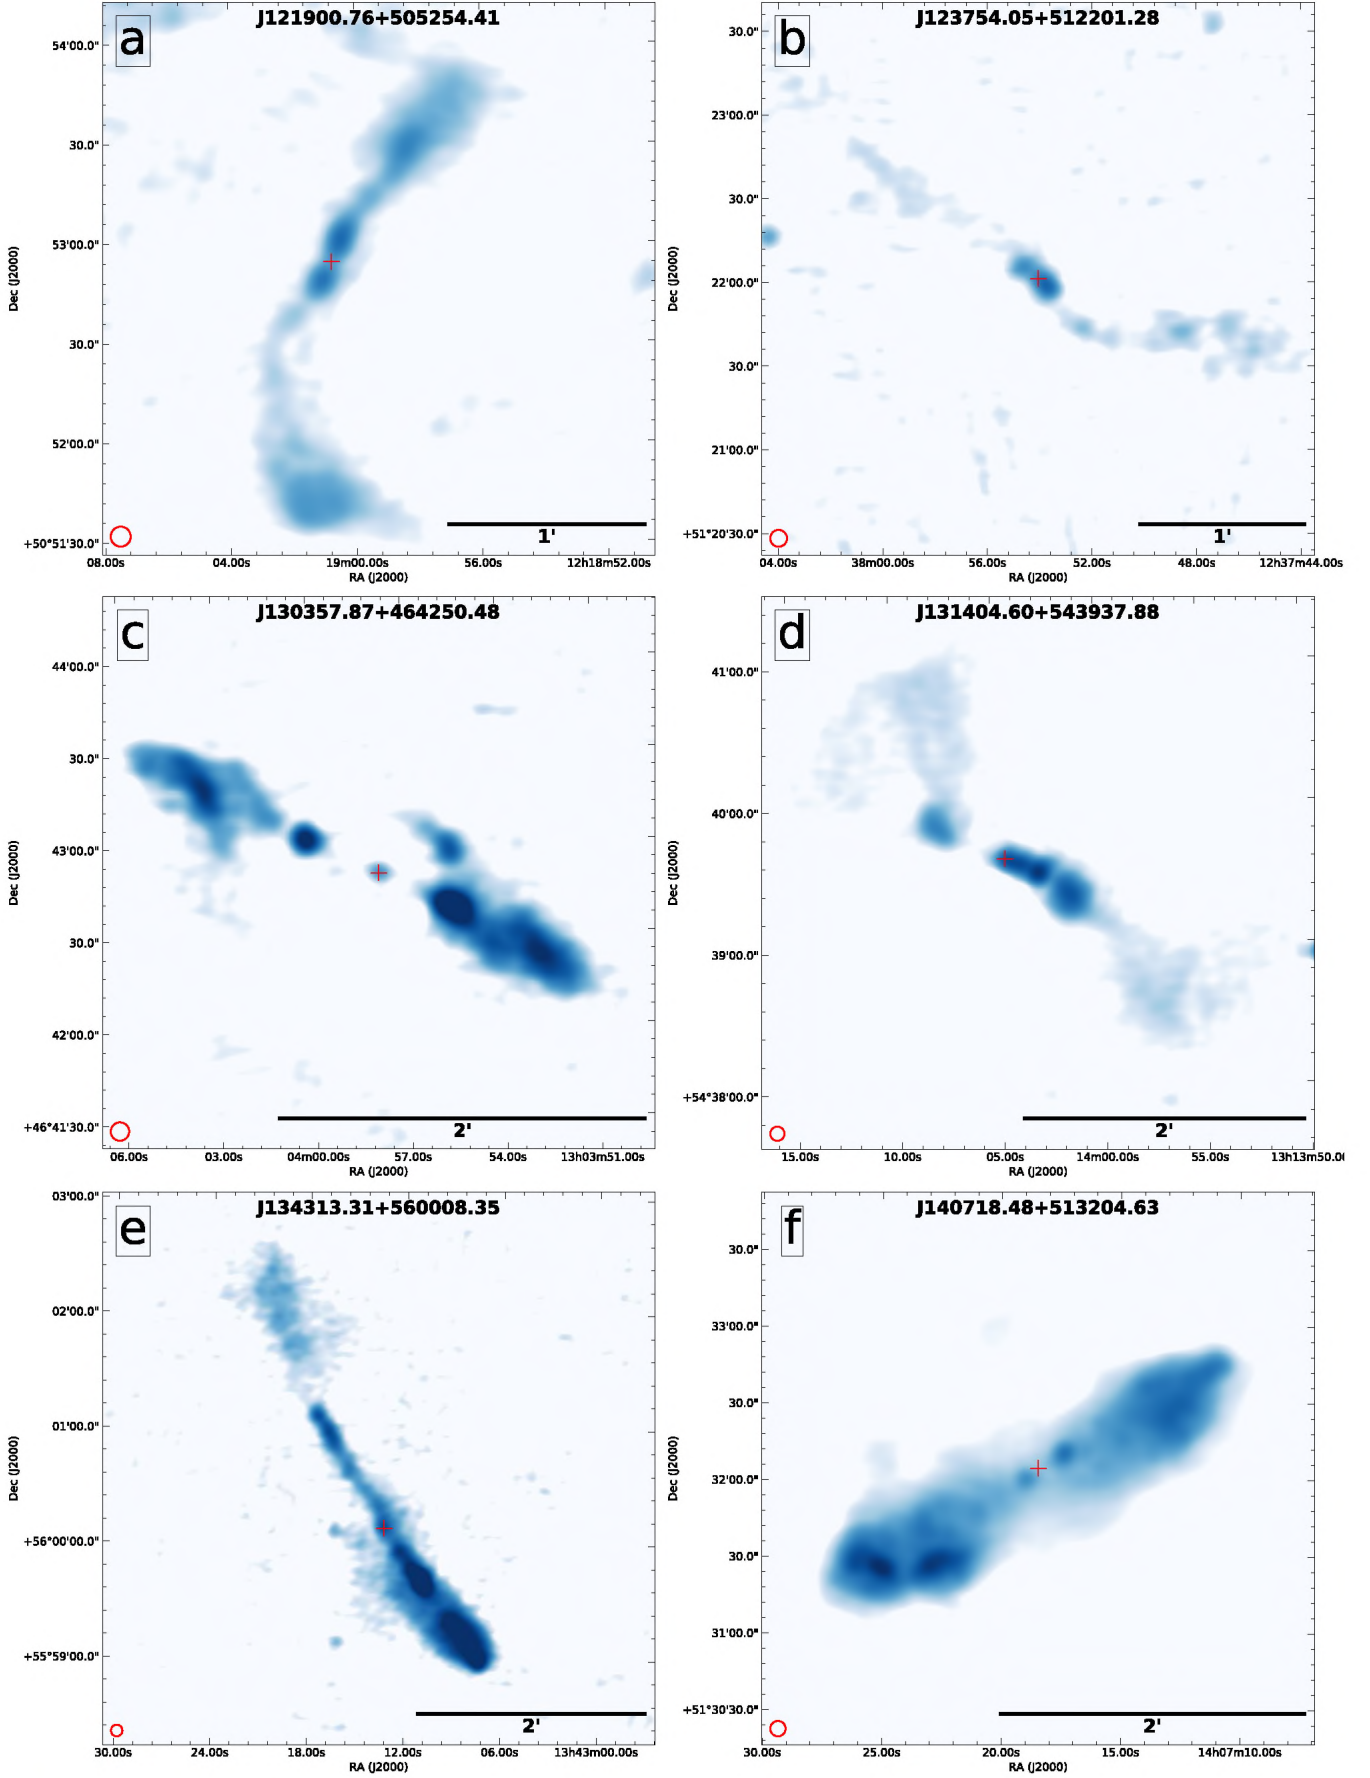 a
J121900.76+505254.41
54'00.0"
30.0"
53'00.0"
30.0"
52'00.0"
+50°51'30.0"
Dec (J2000)
1'
08.00s 04.00s 19m00.00s 56.00s 12h18m52.00s
RA (J2000)
b
J123754.05+512201.28
30.0"
23'00.0"
30.0"
22'00.0"
30.0"
21'00.0"
+51°20'30.0"
Dec (J2000)
1'
04.00s 38m00.00s 56.00s 52.00s 48.00s 12h37m44.00s
RA (J2000)
c
J130357.87+464250.48
44'00.0"
30.0"
43'00.0"
30.0"
42'00.0"
+46°41'30.0"
Dec (J2000)
2'
06.00s 03.00s 04m00.00s 57.00s 54.00s 13h03m51.00s
RA (J2000)
d
J131404.60+543937.88
41'00.0"
40'00.0"
39'00.0"
+54°38'00.0"
Dec (J2000)
2'
15.00s 10.00s 05.00s 14m00.00s 55.00s 13h13m50.0
RA (J2000)
e
J134313.31+560008.35
03'00.0"
02'00.0"
01'00.0"
+56°00'00.0"
+55°59'00.0"
Dec (J2000)
2'
30.00s 24.00s 18.00s 12.00s 06.00s 13h43m00.00s
RA (J2000)
f
J140718.48+513204.63
30.0"
33'00.0"
30.0"
32'00.0"
30.0"
31'00.0"
+51°30'30.0"
Dec (J2000)
2'
30.00s 25.00s 20.00s 15.00s 14h07m10.00s
RA (J2000)